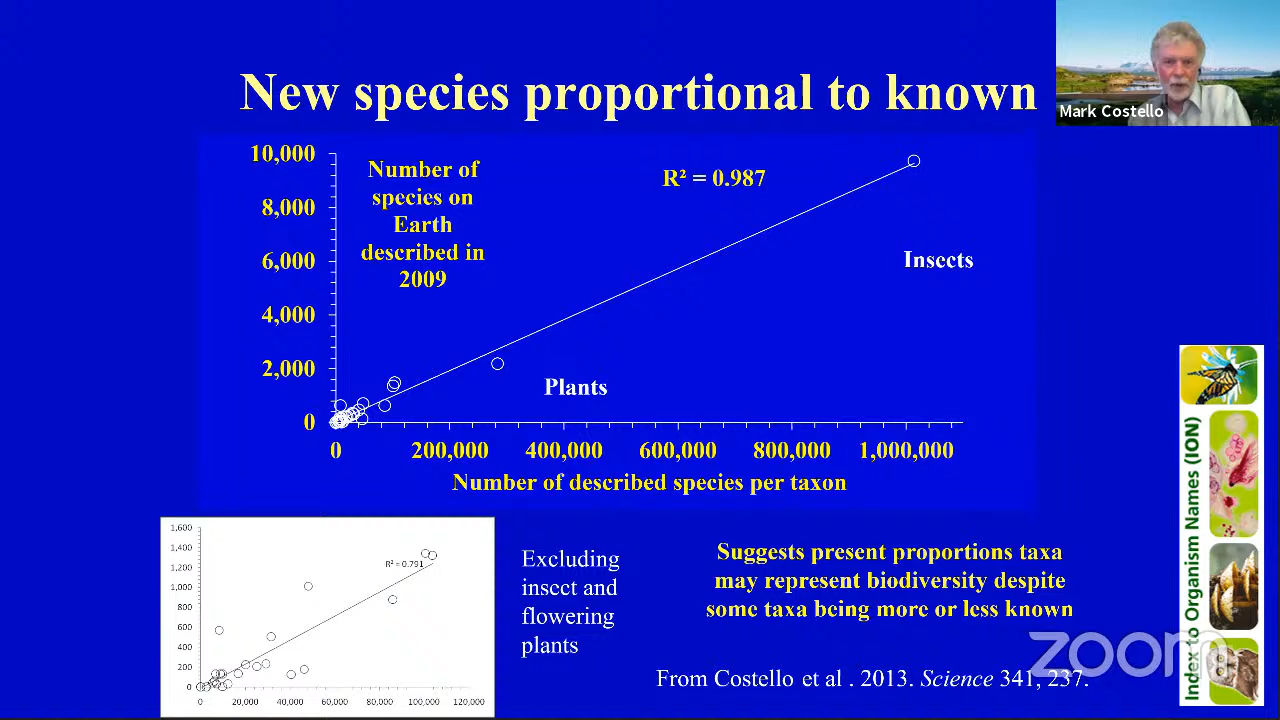 New species proportional to known
Mark Costello
10,000
8,000
6,000
4,000
2,000
0
Number of
species on
Earth
described in
2009
R² = 0.987
Insects
Plants
0 200,000 400,000 600,000 800,000 1,000,000
Number of described species per taxon
1,600
1,400
1,200
1,000
800
600
400
200
0
R² = 0.791
0 20,000 40,000 60,000 80,000 100,000 120,000
Excluding
insect and
flowering
plants
Suggests present proportions taxa
may represent biodiversity despite
some taxa being more or less known
From Costello et al . 2013. Science 341, 237.
Index to Organism Names (ION)
zoom